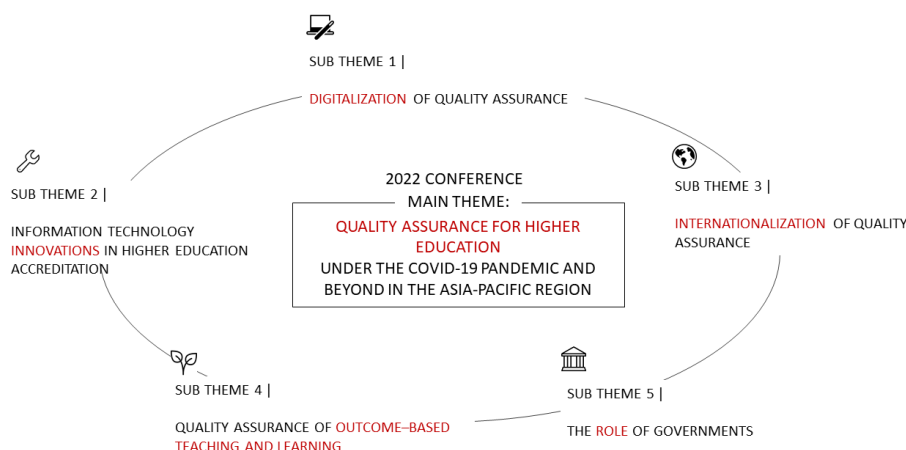 SUB THEME 1 |
DIGITALIZATION OF QUALITY ASSURANCE
SUB THEME 2 |
INFORMATION TECHNOLOGY
INNOVATIONS IN HIGHER EDUCATION
ACCREDITATION
2022 CONFERENCE
MAIN THEME:
QUALITY ASSURANCE FOR HIGHER
EDUCATION
UNDER THE COVID-19 PANDEMIC AND
BEYOND IN THE ASIA-PACIFIC REGION
SUB THEME 3 |
INTERNATIONALIZATION OF QUALITY
ASSURANCE
SUB THEME 4 |
QUALITY ASSURANCE OF OUTCOME–BASED
TEACHING AND LEARNING
SUB THEME 5 |
THE ROLE OF GOVERNMENTS